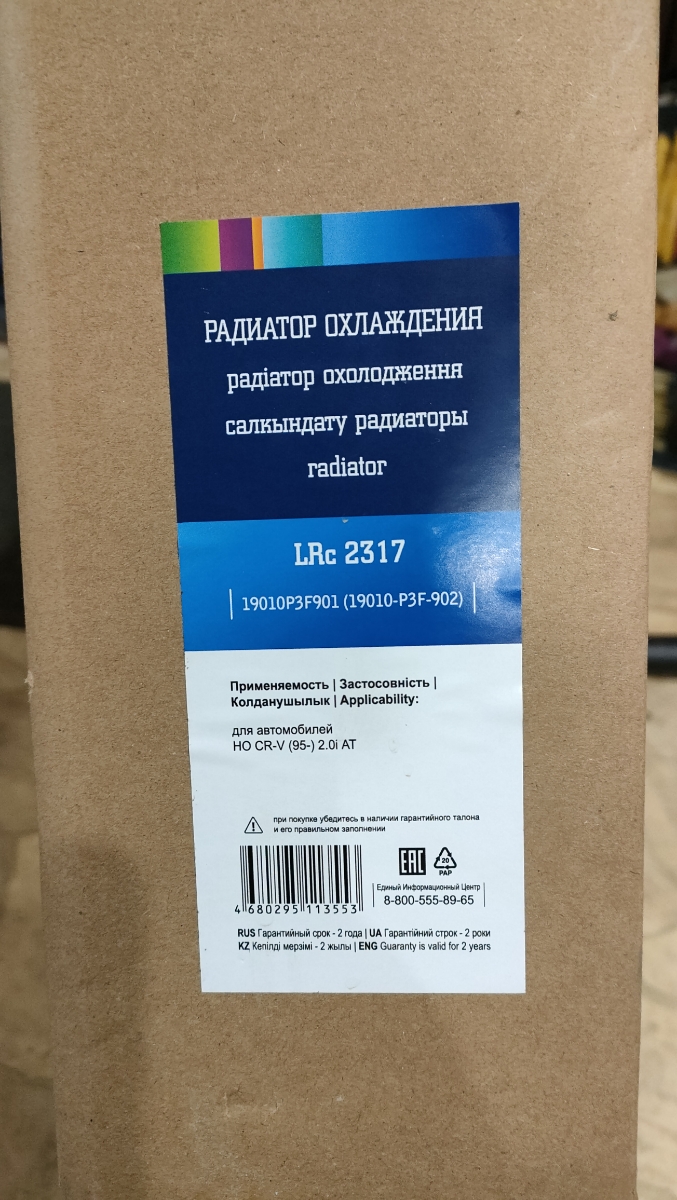 РАДИАТОР ОХЛАЖДЕНИЯ
радіатор охолодження
салкындату радиаторы
radiator
LRc 2317
19010P3F901 (19010-P3F-902)
Применяемость | Застосовність |
Колданушылык | Applicability:
для автомобилей
HO CR-V (95-) 2.0i AT
при покупке убедитесь в наличии гарантийного талона
и его правильном заполнении
EAC
20
PAP
Единый Информационный Центр
8-800-555-89-65
4 680295 113553
RUS Гарантийный срок - 2 года | UA Гарантійний строк - 2 роки
KZ Кепілді мерзімі - 2 жылы | ENG Guaranty is valid for 2 years